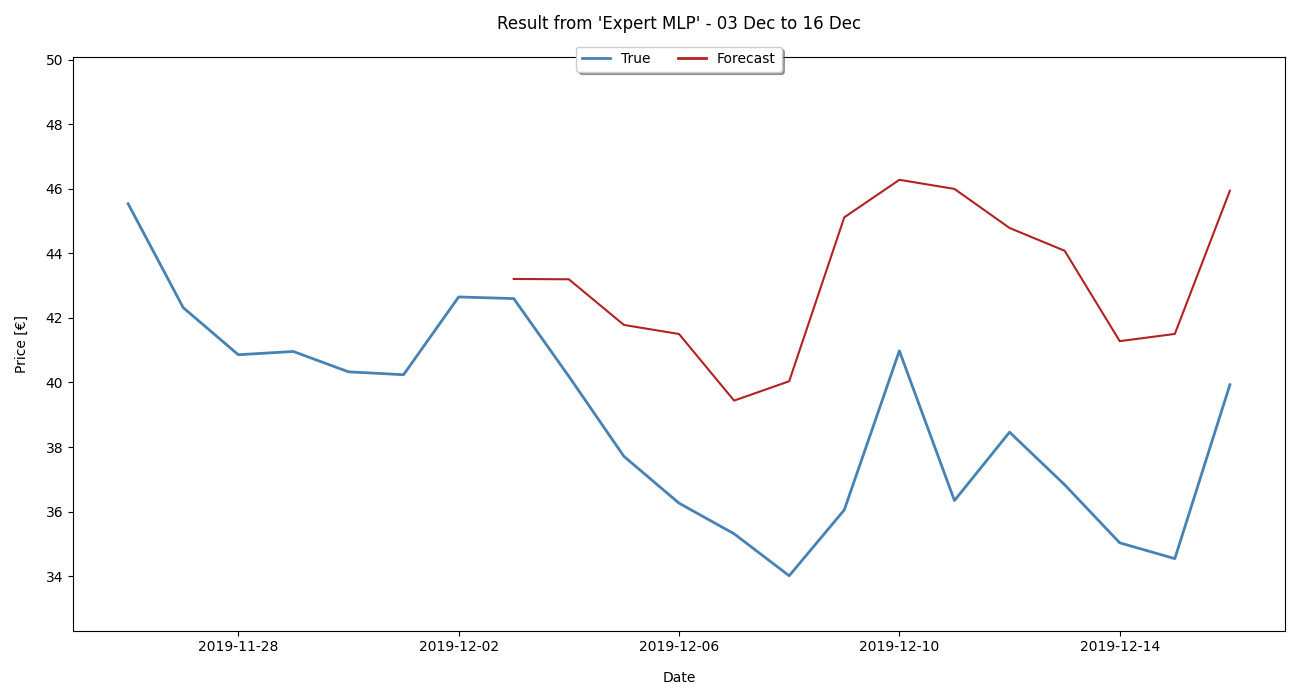 Result from 'Expert MLP' - 03 Dec to 16 Dec
True
Forecast
50
48
46
44
42
40
38
36
34
Price [€]
2019-11-28
2019-12-02
2019-12-06
2019-12-10
2019-12-14
Date